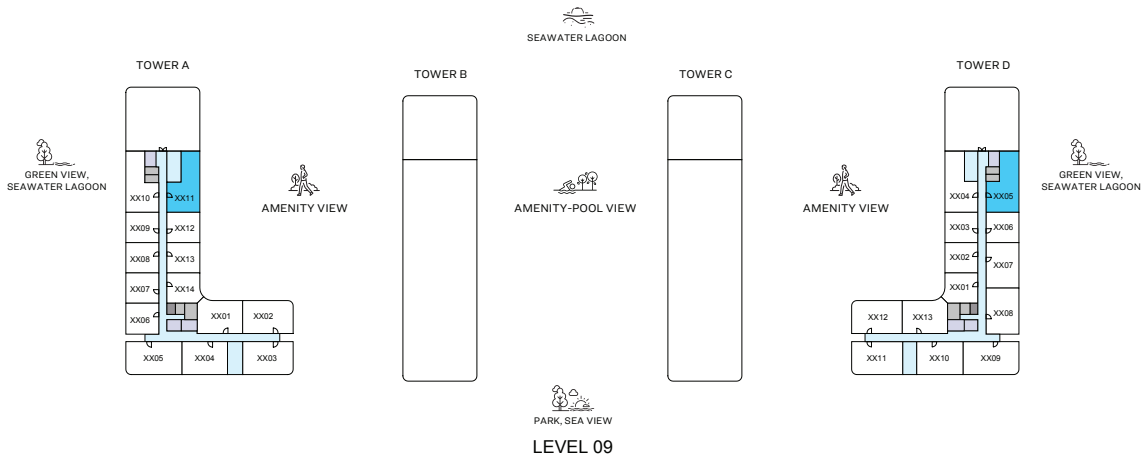 SEAWATER LAGOON
TOWER A
TOWER B
TOWER C
TOWER D
GREEN VIEW,
SEAWATER LAGOON
AMENITY VIEW
AMENITY-POOL VIEW
AMENITY VIEW
GREEN VIEW,
SEAWATER LAGOON
XX10
XX11
XX09
XX12
XX08
XX13
XX07
XX14
XX06
XX01
XX02
XX05
XX04
XX03
XX04
XX05
XX03
XX06
XX02
XX07
XX01
XX12
XX13
XX08
XX11
XX10
XX09
PARK, SEA VIEW
LEVEL 09